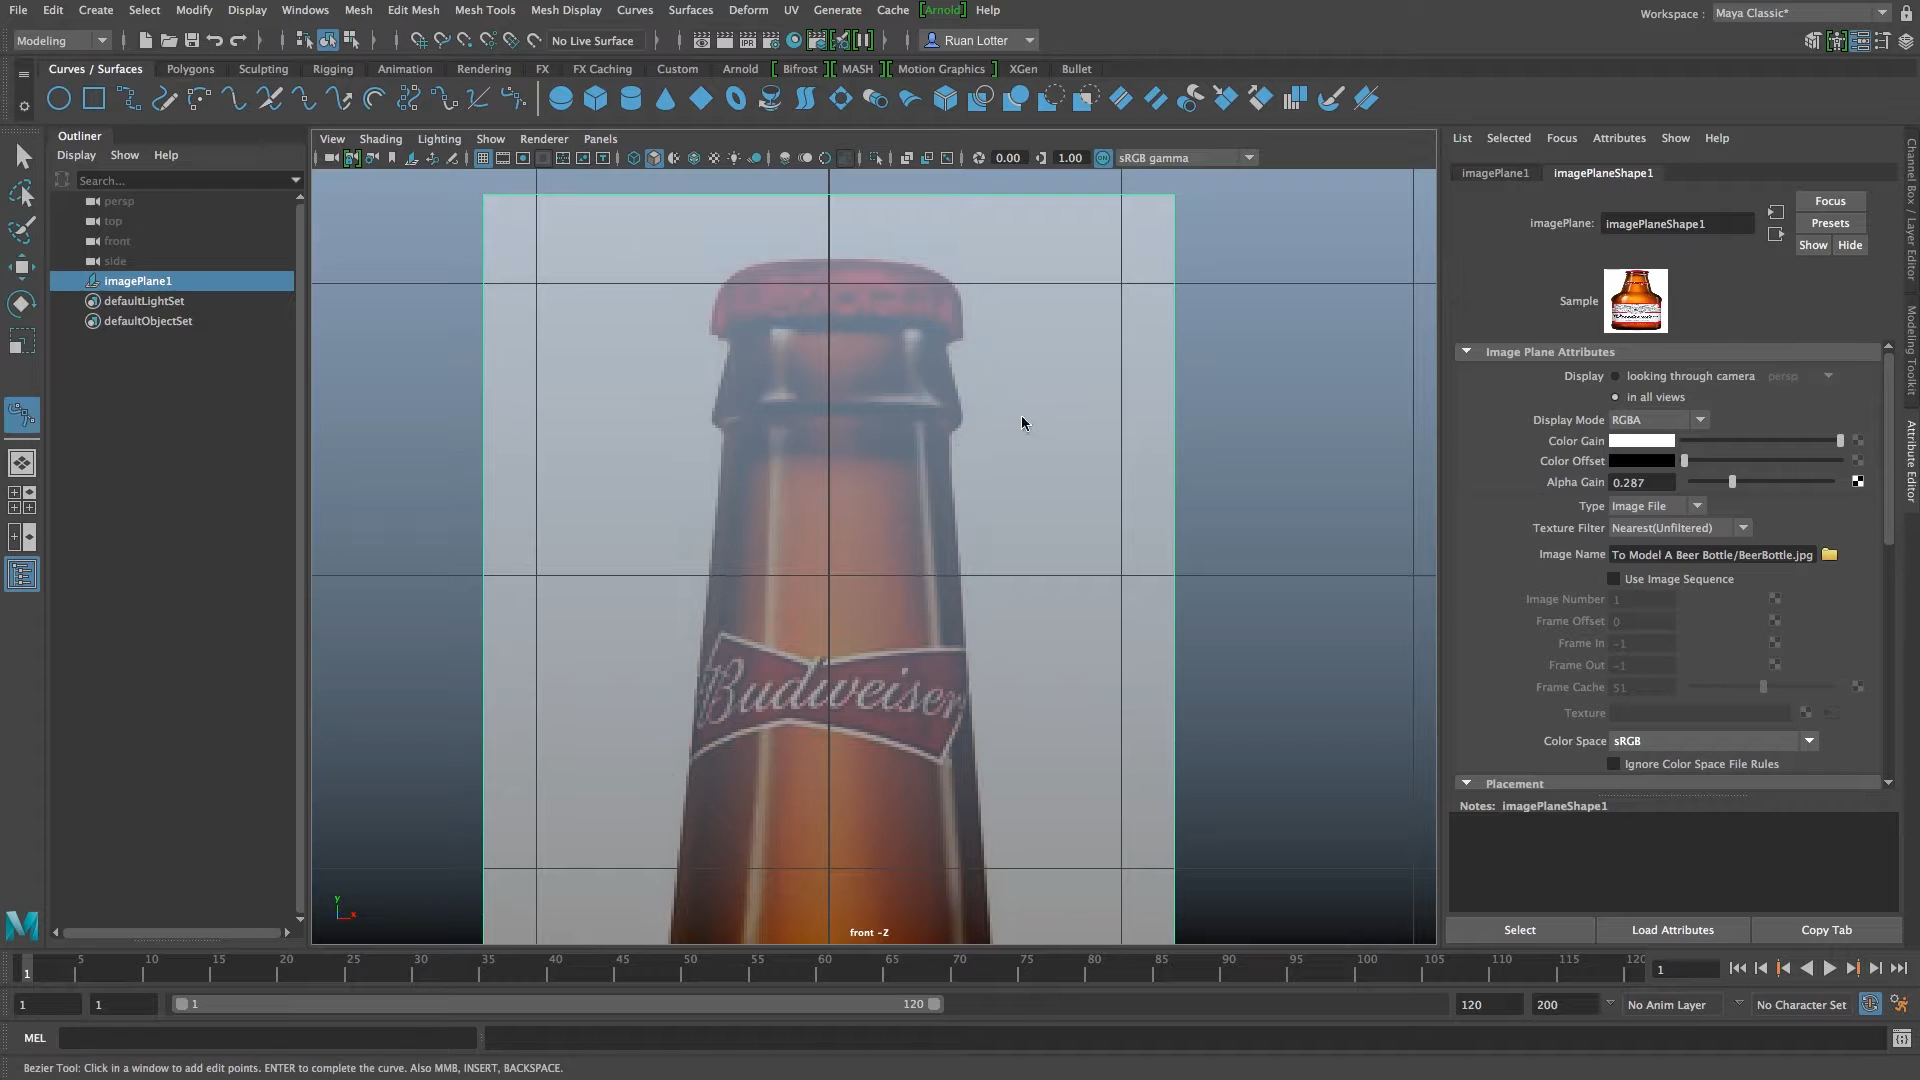 File Edit Create Select Modify Display Windows Mesh Edit Mesh Mesh Tools Mesh Display Curves Surfaces Deform UV Generate Cache [Arnold] Help
Workspace : Maya Classic*
Modeling
No Live Surface
Ruan Lotter
Curves / Surfaces Polygons Sculpting Rigging Animation Rendering FX FX Caching Custom Arnold Bifrost MASH Motion Graphics XGen Bullet
Outliner
Display Show Help
Search...
persp
top
front
side
imagePlane1
defaultLightSet
defaultObjectSet
View Shading Lighting Show Renderer Panels
0.00 1.00 sRGB gamma
Budweiser
y
x
front -Z
List Selected Focus Attributes Show Help
imagePlane1 imagePlaneShape1
imagePlane: imagePlaneShape1
Focus
Presets
Show Hide
Sample
Image Plane Attributes
Display looking through camera persp
in all views
Display Mode RGBA
Color Gain
Color Offset
Alpha Gain 0.287
Type Image File
Texture Filter Nearest(Unfiltered)
Image Name To Model A Beer Bottle/BeerBottle.jpg
Use Image Sequence
Image Number 1
Frame Offset 0
Frame In -1
Frame Out -1
Frame Cache 51
Texture
Color Space sRGB
Ignore Color Space File Rules
Placement
Notes: imagePlaneShape1
Select Load Attributes Copy Tab
Channel Box / Layer Editor
Modeling Toolkit
Attribute Editor
5 10 15 20 25 30 35 40 45 50 55 60 65 70 75 80 85 90 95 100 105 110 115 120
1
1
1 1 1 120 120 200 No Anim Layer No Character Set
MEL
Bezier Tool: Click in a window to add edit points. ENTER to complete the curve. Also MMB, INSERT, BACKSPACE.